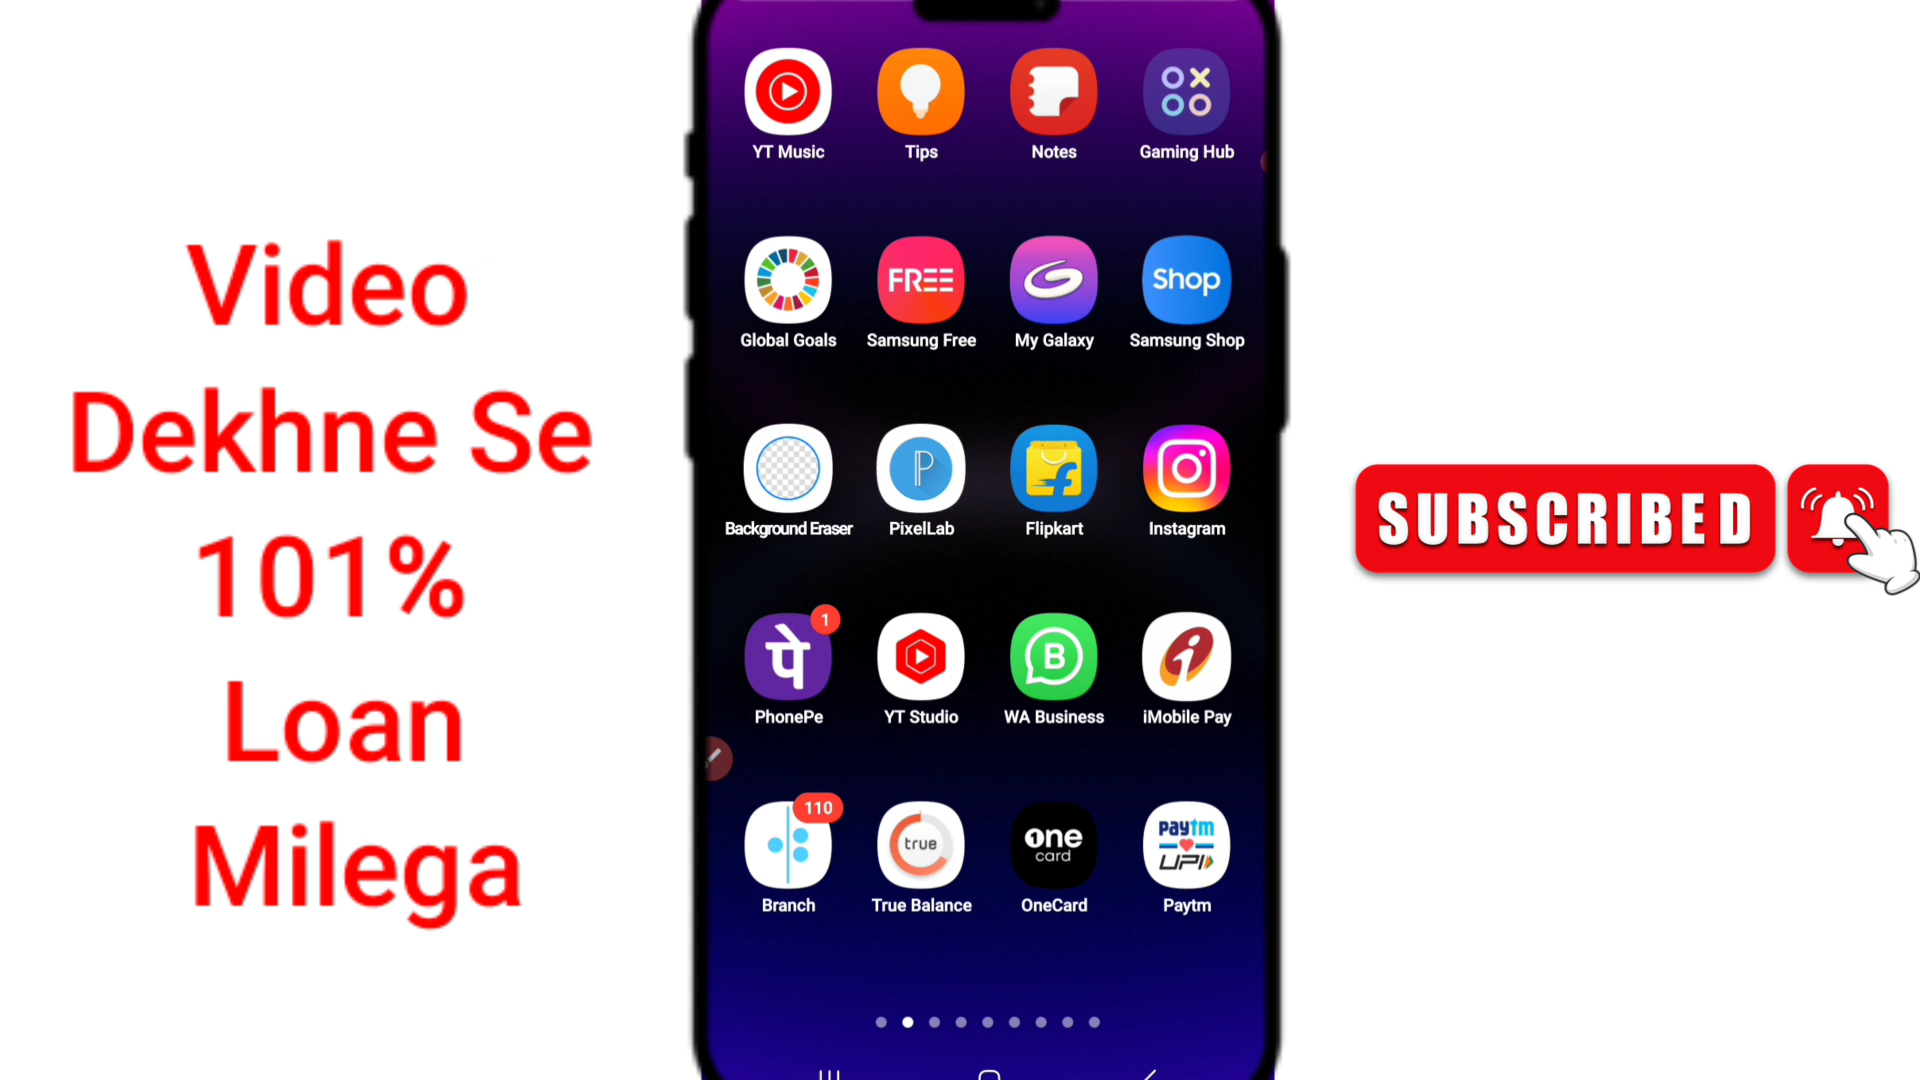 Video
Dekhne Se
101%
Loan
Milega
YT Music
Tips
Notes
Gaming Hub
FREE
Shop
Global Goals
Samsung Free
My Galaxy
Samsung Shop
P
f
Background Eraser
PixelLab
Flipkart
Instagram
पे
1
B
i
PhonePe
YT Studio
WA Business
iMobile Pay
110
true
one
card
paytm
UPI
Branch
True Balance
OneCard
Paytm
SUBSCRIBED